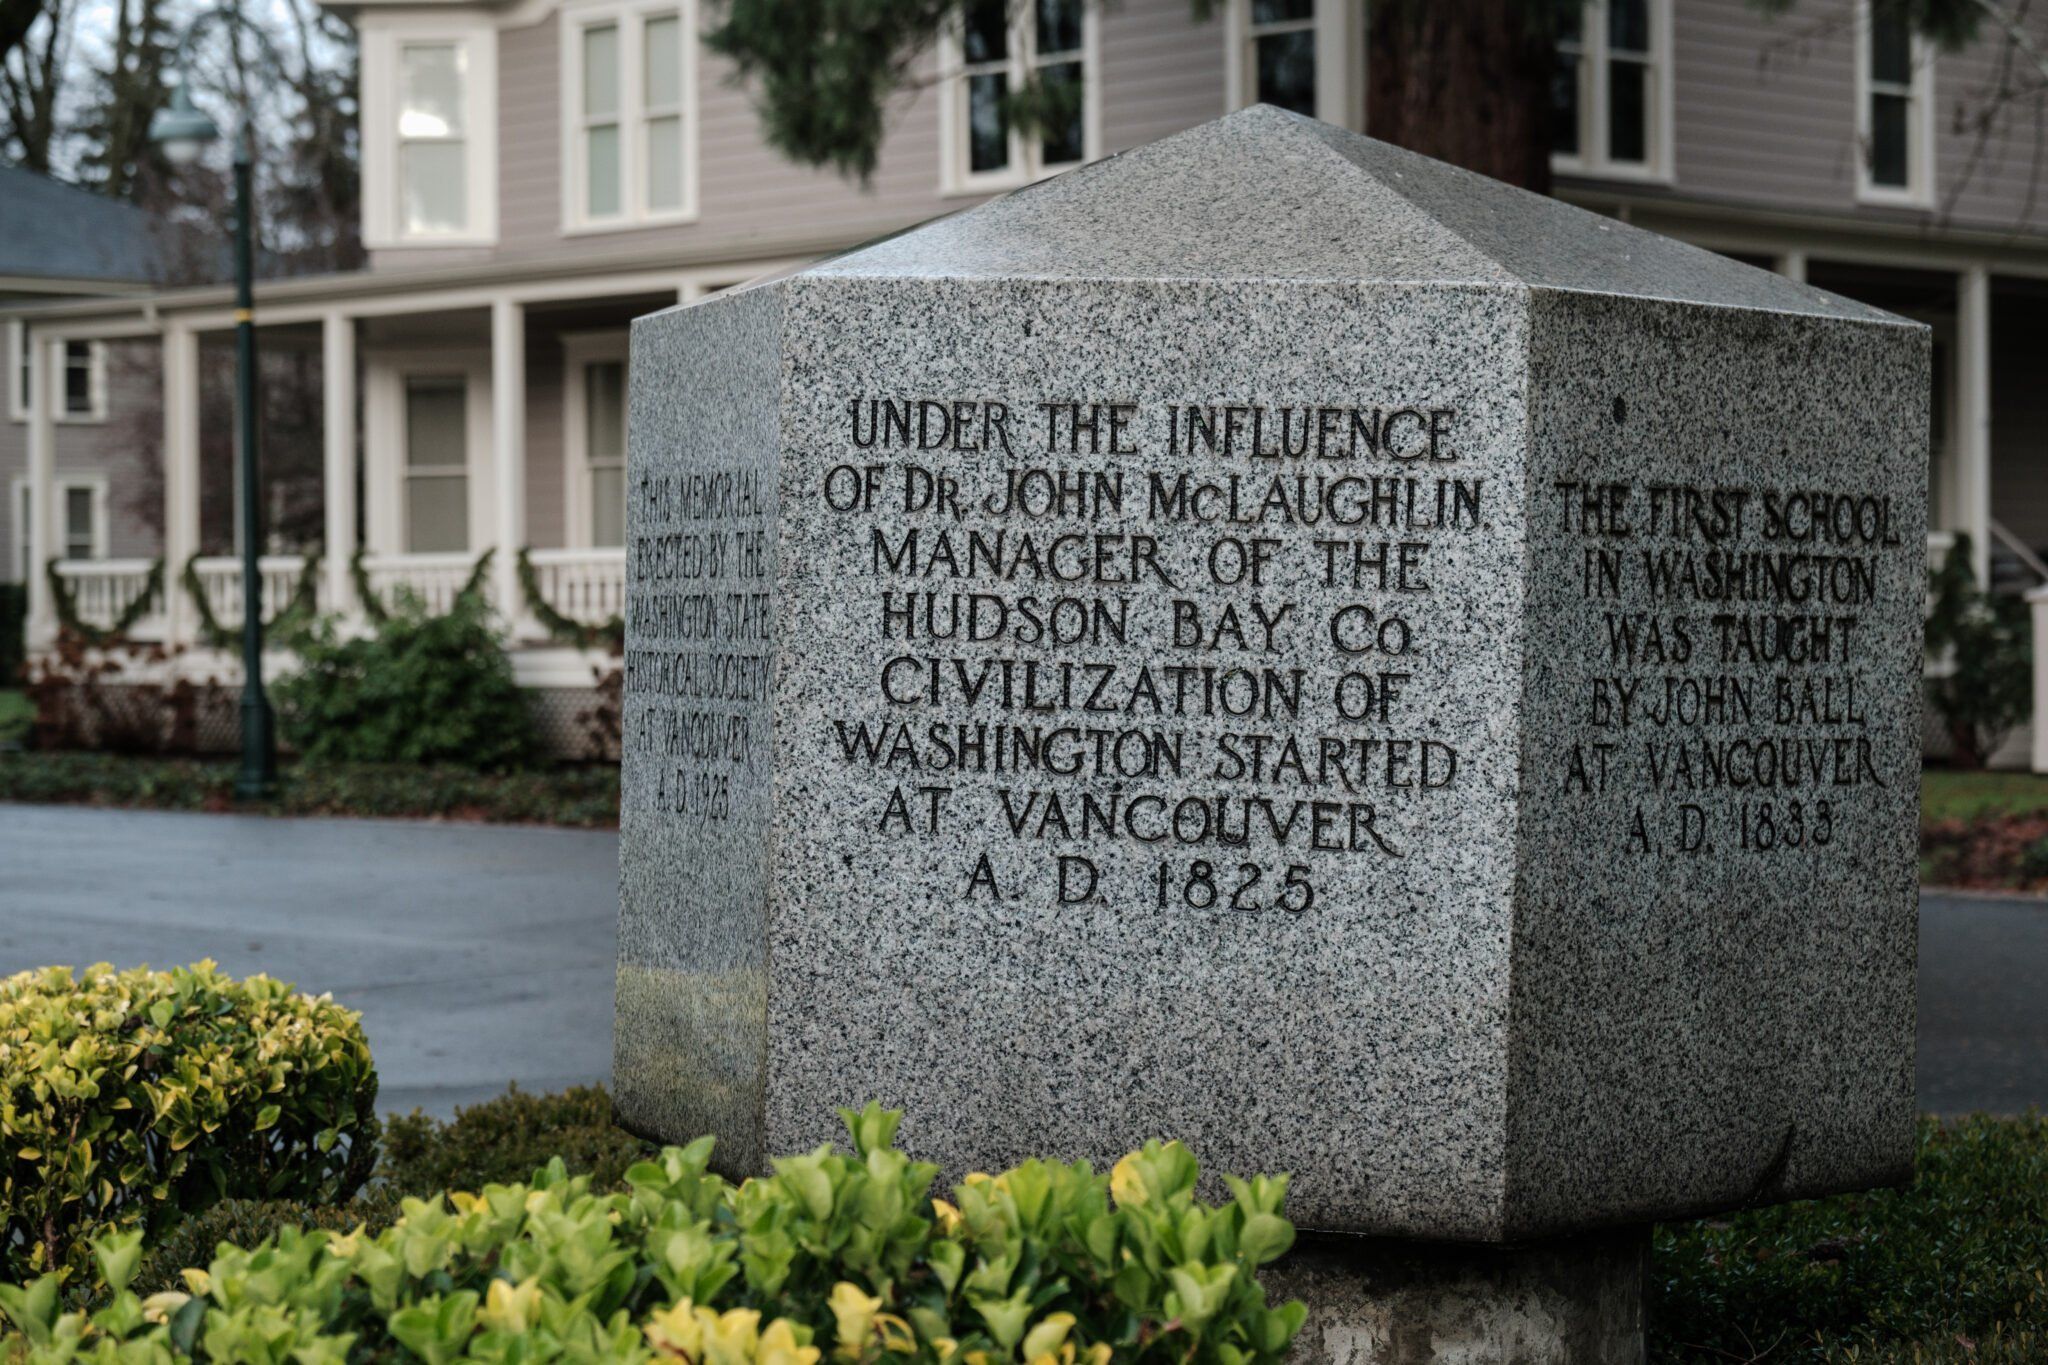 THIS MEMORIAL
ERECTED BY THE
WASHINGTON STATE
HISTORICAL SOCIETY
AT VANCOUVER
A. D. 1925
UNDER THE INFLUENCE
OF DR. JOHN McLAUGHLIN.
MANAGER OF THE
HUDSON BAY Co.
CIVILIZATION OF
WASHINGTON STARTED
AT VANCOUVER
A. D. 1825
THE FIRST SCHOOL
IN WASHINGTON
WAS TAUGHT
BY JOHN BALL
AT VANCOUVER
A. D. 1833